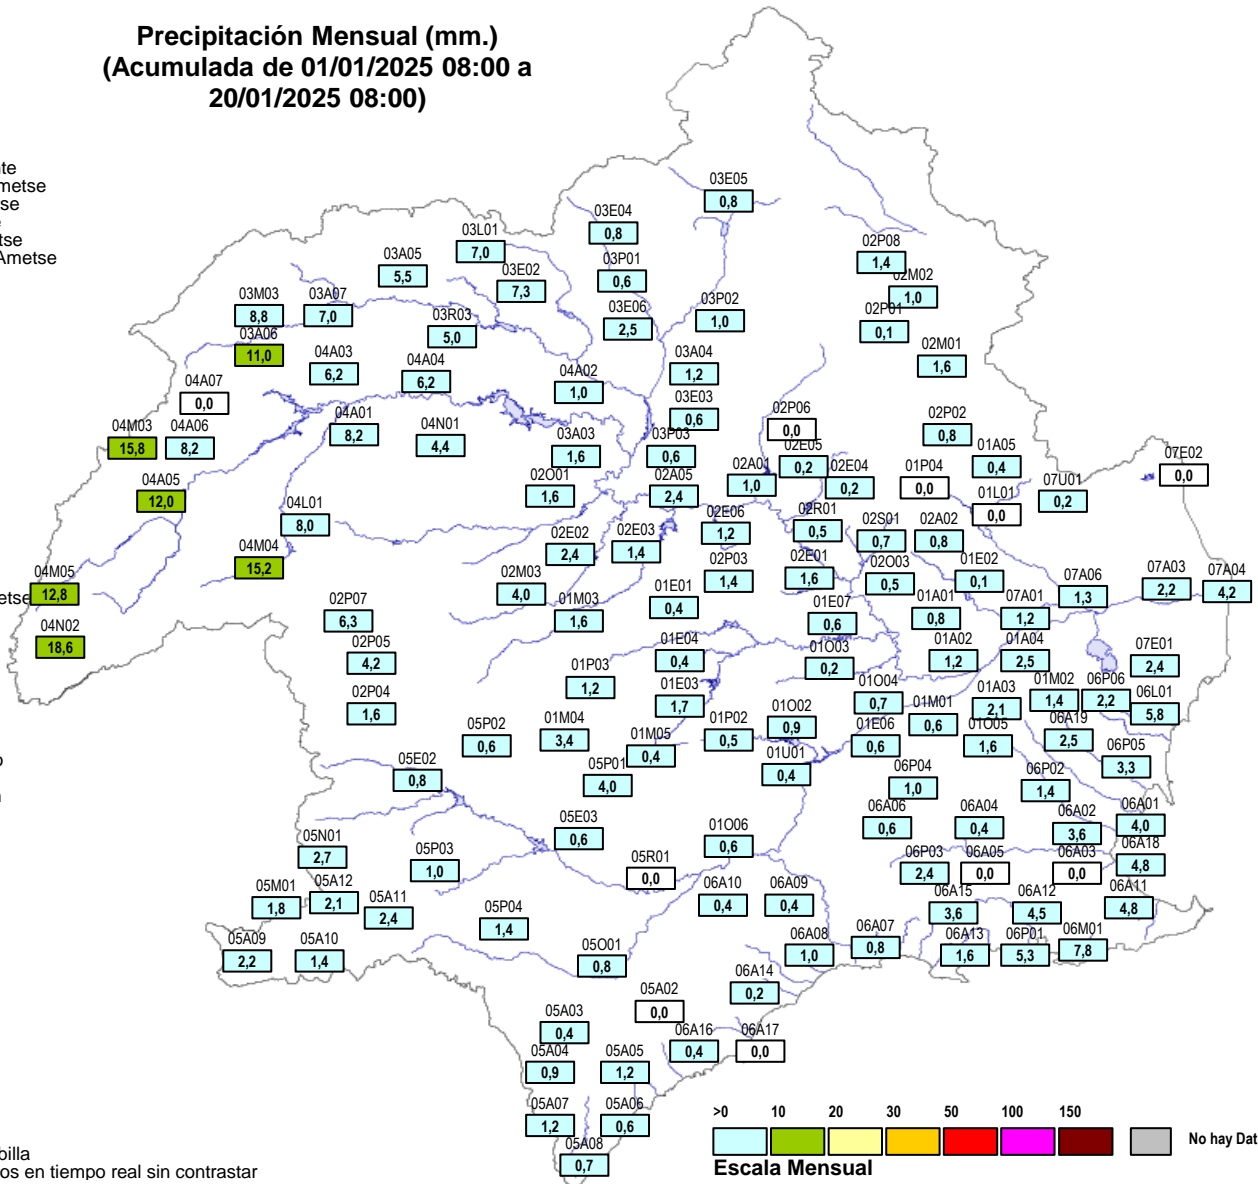 Precipitación Mensual (mm.)
(Acumulada de 01/01/2025 08:00 a
20/01/2025 08:00)
03E05
0,8
03E04
0,8
03L01
7,0
02P08
1,4
03A05
5,5
03P01
0,6
03E02
7,3
02M02
1,0
03M03
8,8
03A07
7,0
03P02
1,0
03E06
2,5
02P01
0,1
03R03
5,0
03A06
11,0
02M01
1,6
04A03
6,2
04A04
6,2
03A04
1,2
04A02
1,0
04A07
0,0
03E03
0,6
02P06
0,0
02P02
0,8
04M03
15,8
04A06
8,2
04A01
8,2
04N01
4,4
03A03
1,6
03P03
0,6
02E05
0,2
01A05
0,4
07E02
0,0
04A05
12,0
02O01
1,6
02A05
2,4
02A01
1,0
02E04
0,2
01P04
0,0
01L01
0,0
07U01
0,2
04L01
8,0
02E06
1,2
02R01
0,5
02S01
0,7
02A02
0,8
02E02
2,4
02E03
1,4
04M04
15,2
02P03
1,4
02E01
1,6
02O03
0,5
01E02
0,1
07A06
1,3
07A03
2,2
07A04
4,2
04M05
12,8
02M03
4,0
01E01
0,4
01M03
1,6
02P07
6,3
01E07
0,6
01A01
0,8
07A01
1,2
04N02
18,6
02P05
4,2
01E04
0,4
01O03
0,2
01A02
1,2
01A04
2,5
07E01
2,4
01P03
1,2
01E03
1,7
02P04
1,6
01O04
0,7
01A03
2,1
01M02
1,4
06P06
2,2
06L01
5,8
01M01
0,6
01O02
0,9
05P02
0,6
01M04
3,4
01P02
0,5
01M05
0,4
01E06
0,6
01O05
1,6
06A19
2,5
06P05
3,3
05E02
0,8
05P01
4,0
01U01
0,4
06P04
1,0
06P02
1,4
06A06
0,6
06A04
0,4
06A02
3,6
06A01
4,0
05E03
0,6
01O06
0,6
05N01
2,7
05P03
1,0
05R01
0,0
06P03
2,4
06A05
0,0
06A03
0,0
06A18
4,8
05M01
1,8
05A12
2,1
05A11
2,4
06A10
0,4
06A09
0,4
06A15
3,6
06A12
4,5
06A11
4,8
05P04
1,4
05A09
2,2
05A10
1,4
05O01
0,8
06A08
1,0
06A07
0,8
06A13
1,6
06P01
5,3
06M01
7,8
06A14
0,2
05A02
0,0
05A03
0,4
06A16
0,4
06A17
0,0
05A04
0,9
05A05
1,2
05A07
1,2
05A06
0,6
05A08
0,7
>0 10 20 30 50 100 150
No hay Dat
Escala Mensual
nte
metse
tse
tse
Ametse
etse
billa
os en tiempo real sin contrastar